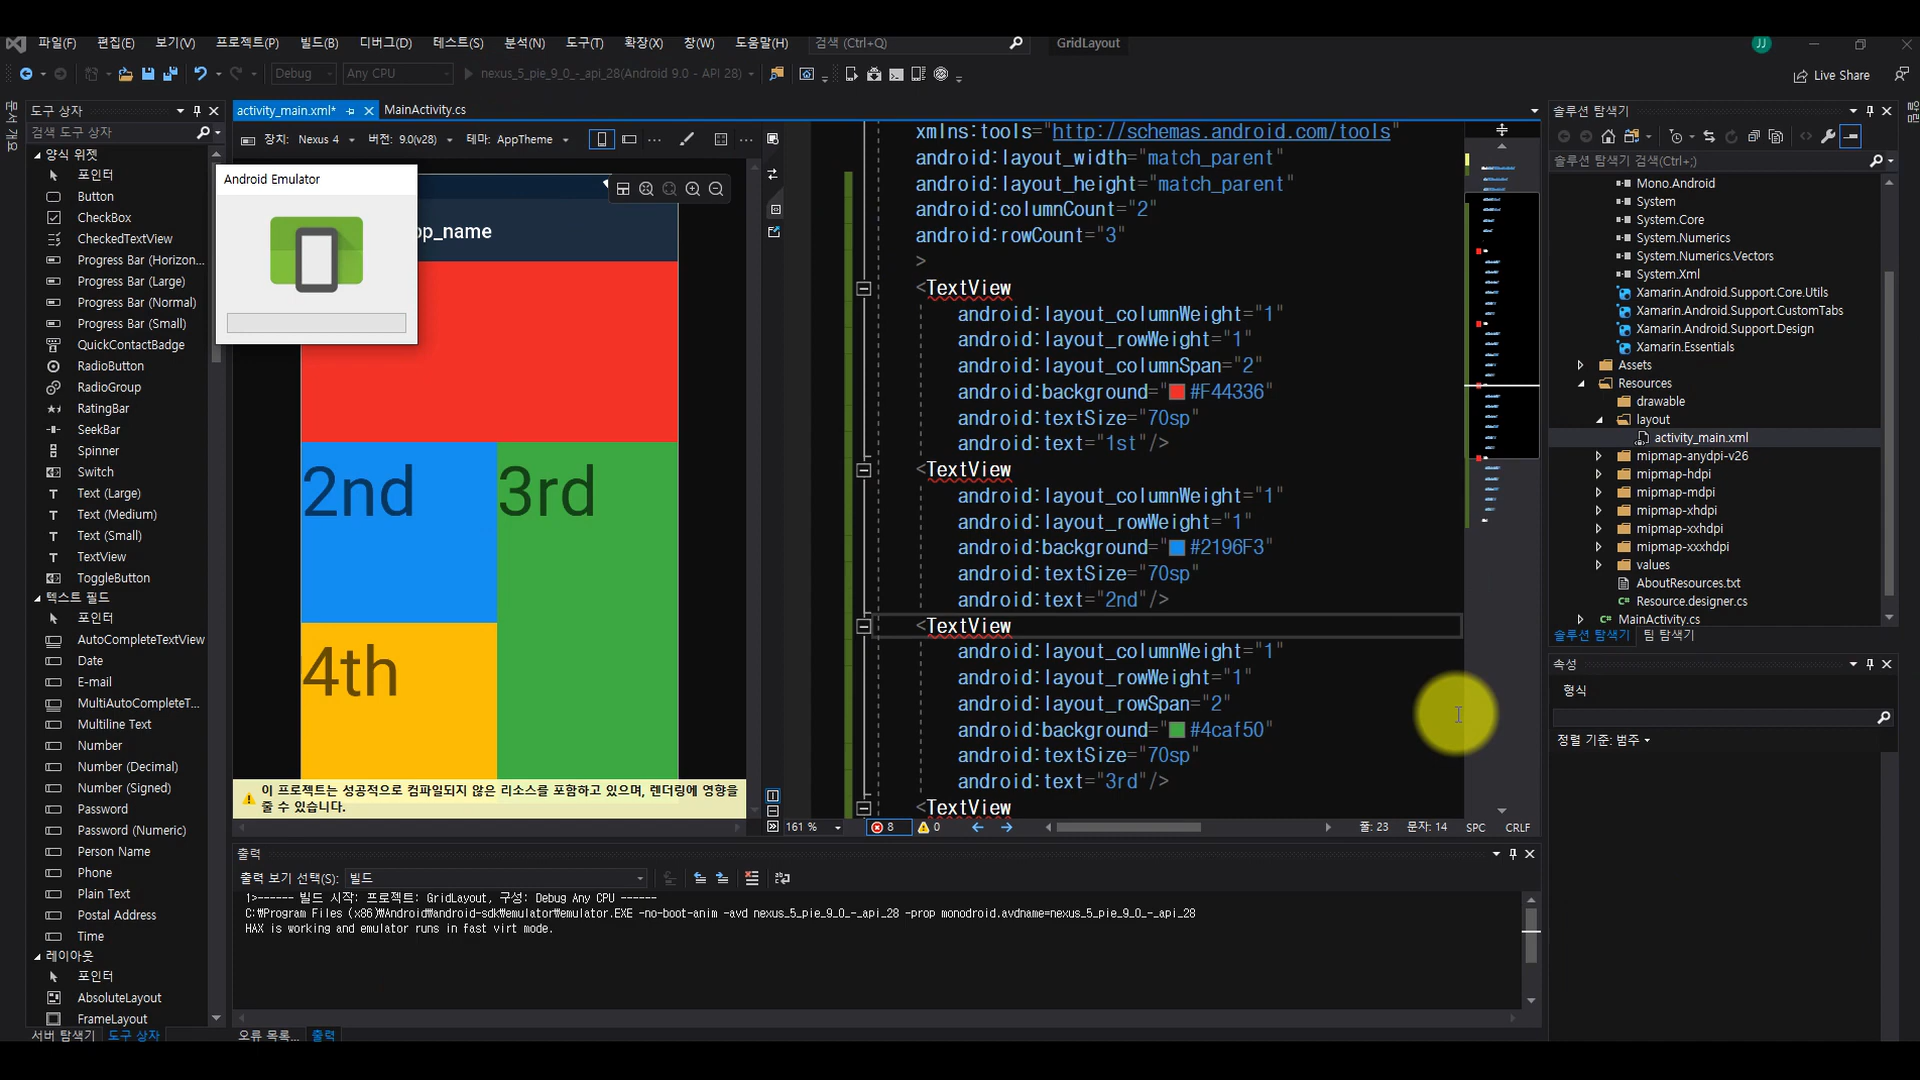 파일(F) 편집(E) 보기(V) 프로젝트(P) 빌드(B) 디버그(D) 테스트(S) 분석(N) 도구(T) 확장(X) 창(W) 도움말(H) 검색 (Ctrl+Q) GridLayout JJ
Debug Any CPU nexus_5_pie_9_0_-_api_28(Android 9.0 - API 28) Live Share
도구 상자
검색 도구 상자
양식 위젯
포인터
Button
CheckBox
CheckedTextView
Progress Bar (Horizon...
Progress Bar (Large)
Progress Bar (Normal)
Progress Bar (Small)
QuickContactBadge
RadioButton
RadioGroup
RatingBar
SeekBar
Spinner
Switch
Text (Large)
Text (Medium)
Text (Small)
TextView
ToggleButton
텍스트 필드
포인터
AutoCompleteTextView
Date
E-mail
MultiAutoCompleteT...
Multiline Text
Number
Number (Decimal)
Number (Signed)
Password
Password (Numeric)
Person Name
Phone
Plain Text
Postal Address
Time
레이아웃
포인터
AbsoluteLayout
FrameLayout
서버 탐색기 도구 상자
activity_main.xml* MainActivity.cs
장치: Nexus 4 버전: 9.0(v28) 테마: AppTheme
Android Emulator
pp_name
2nd
3rd
4th
이 프로젝트는 성공적으로 컴파일되지 않은 리소스를 포함하고 있으며, 렌더링에 영향을
줄 수 있습니다.
xmlns:tools="http://schemas.android.com/tools"
android:layout_width="match_parent"
android:layout_height="match_parent"
android:columnCount="2"
android:rowCount="3"
>
<TextView
android:layout_columnWeight="1"
android:layout_rowWeight="1"
android:layout_columnSpan="2"
android:background="#F44336"
android:textSize="70sp"
android:text="1st"/>
<TextView
android:layout_columnWeight="1"
android:layout_rowWeight="1"
android:background="#2196F3"
android:textSize="70sp"
android:text="2nd"/>
<TextView
android:layout_columnWeight="1"
android:layout_rowWeight="1"
android:layout_rowSpan="2"
android:background="#4caf50"
android:textSize="70sp"
android:text="3rd"/>
<TextView
161 % 8 0 줄: 23 문자: 14 SPC CRLF
출력
출력 보기 선택(S): 빌드
1>------ 빌드 시작: 프로젝트: GridLayout, 구성: Debug Any CPU ------
C:₩Program Files (x86)₩Android₩android-sdk₩emulator₩emulator.EXE -no-boot-anim -avd nexus_5_pie_9_0_-_api_28 -prop monodroid.avdname=nexus_5_pie_9_0_-_api_28
HAX is working and emulator runs in fast virt mode.
오류 목록... 출력
솔루션 탐색기
솔루션 탐색기 검색(Ctrl+;)
Mono.Android
System
System.Core
System.Numerics
System.Numerics.Vectors
System.Xml
Xamarin.Android.Support.Core.Utils
Xamarin.Android.Support.CustomTabs
Xamarin.Android.Support.Design
Xamarin.Essentials
Assets
Resources
drawable
layout
activity_main.xml
mipmap-anydpi-v26
mipmap-hdpi
mipmap-mdpi
mipmap-xhdpi
mipmap-xxhdpi
mipmap-xxxhdpi
values
AboutResources.txt
Resource.designer.cs
MainActivity.cs
솔루션 탐색기 팀 탐색기
속성
형식
정렬 기준: 범주